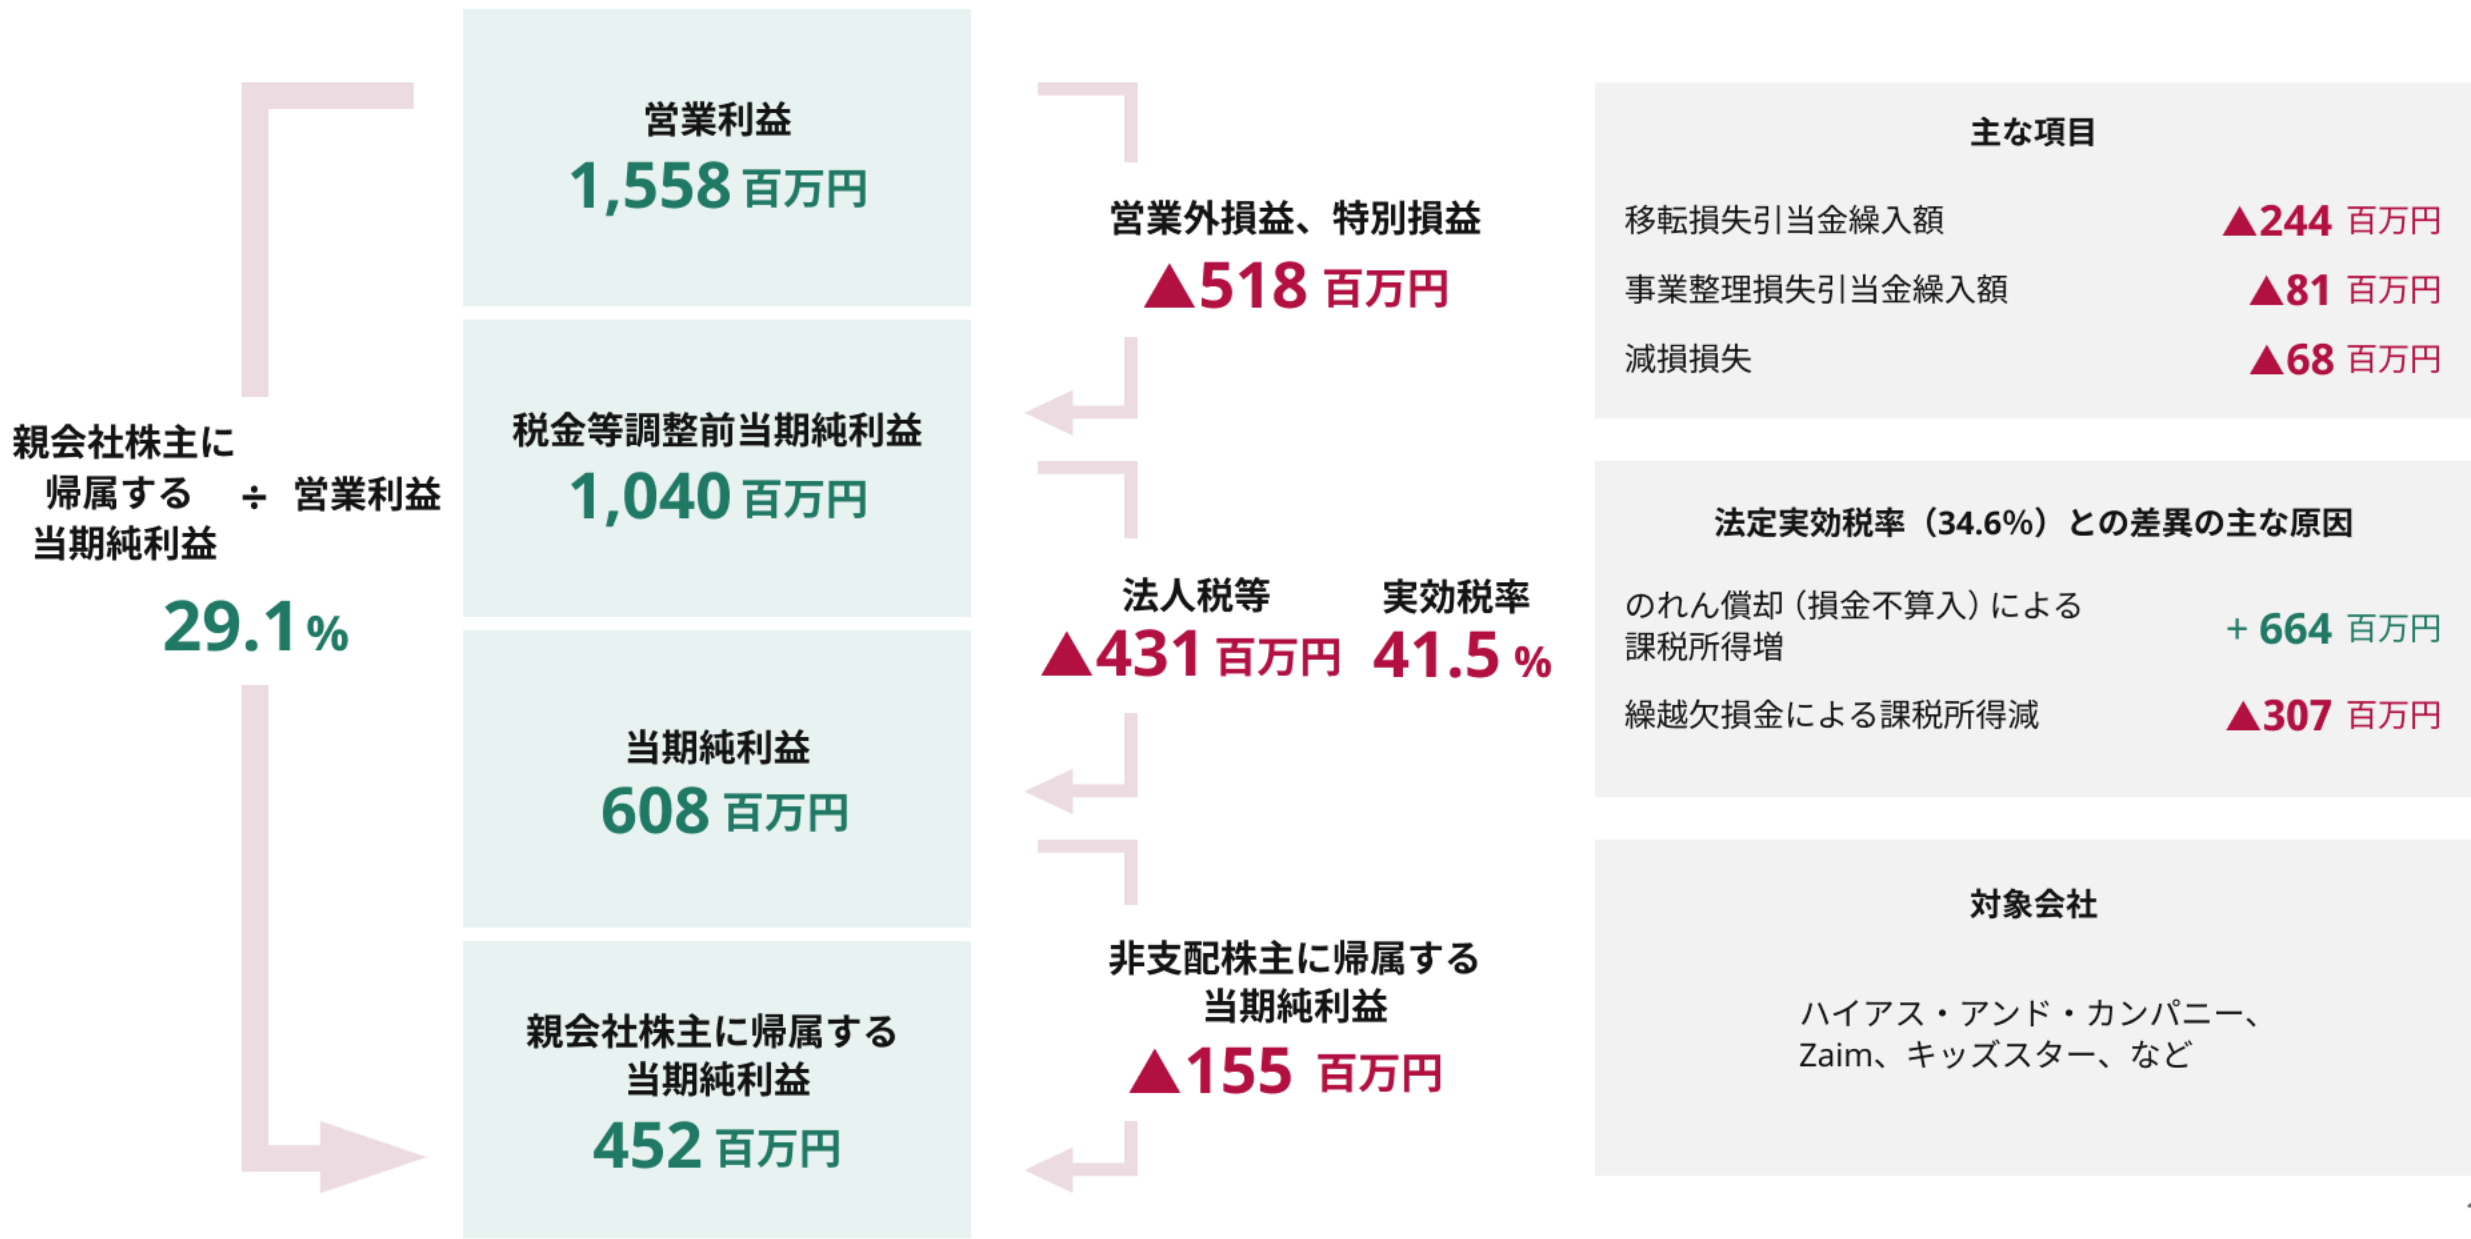 営業利益
1,558 百万円
税金等調整前当期純利益
1,040 百万円
当期純利益
608 百万円
親会社株主に帰属する
当期純利益
452 百万円
親会社株主に
帰属する ÷ 営業利益
当期純利益
29.1 %
営業外損益、特別損益
▲518 百万円
法人税等 実効税率
▲431 百万円 41.5 %
非支配株主に帰属する
当期純利益
▲155 百万円
主な項目
移転損失引当金繰入額 ▲244 百万円
事業整理損失引当金繰入額 ▲81 百万円
減損損失 ▲68 百万円
法定実効税率（34.6%）との差異の主な原因
のれん償却（損金不算入）による
課税所得増 + 664 百万円
繰越欠損金による課税所得減 ▲307 百万円
対象会社
ハイアス・アンド・カンパニー、
Zaim、キッズスター、など